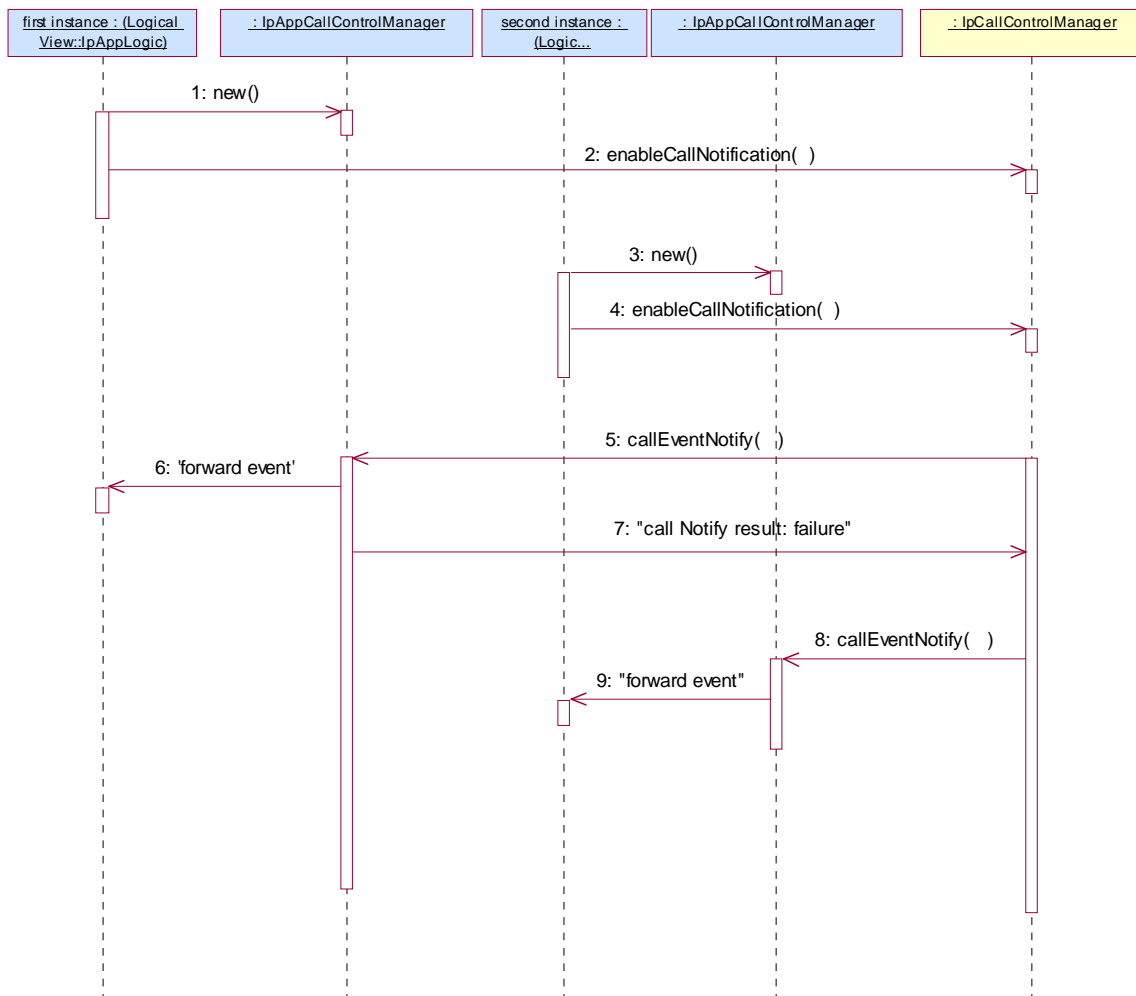 first instance : (Logical
View::IpAppLogic)
: IpAppCallControlManager
second instance :
(Logic...
: IpAppCallControlManager
: IpCallControlManager
1: new()
2: enableCallNotification(  )
3: new()
4: enableCallNotification(  )
5: callEventNotify(   )
6: 'forward event'
7: "call Notify result: failure"
8: callEventNotify(   )
9: "forward event"